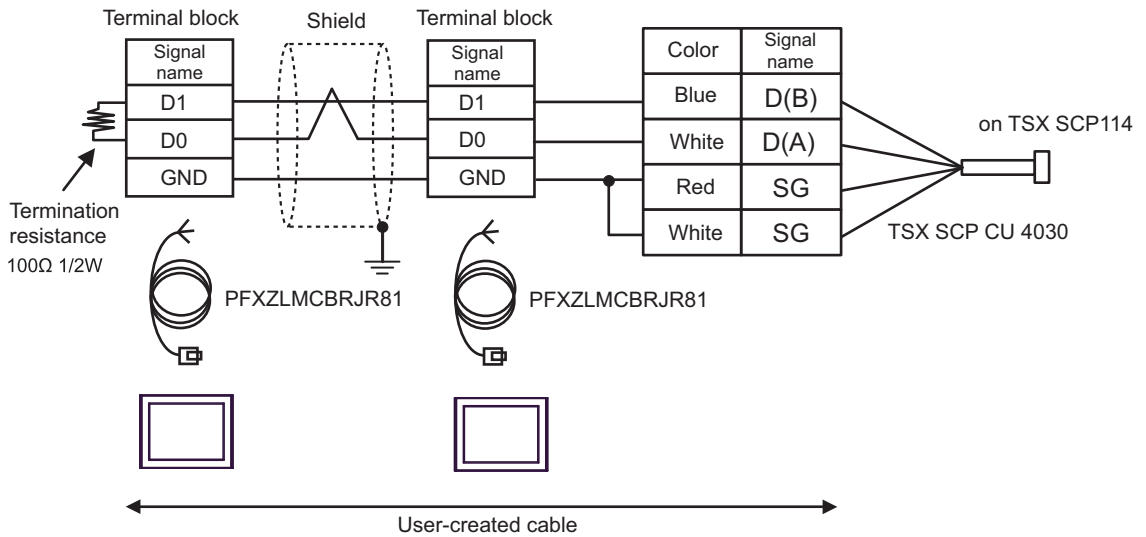 Terminal block
Shield
Terminal block
Signal
name
D1
D0
GND
Signal
name
D1
D0
GND
Color
Signal
name
Blue
D(B)
White
D(A)
Red
SG
White
SG
on TSX SCP114
TSX SCP CU 4030
Termination
resistance
100Ω 1/2W
PFXZLMCBRJR81
PFXZLMCBRJR81
User-created cable